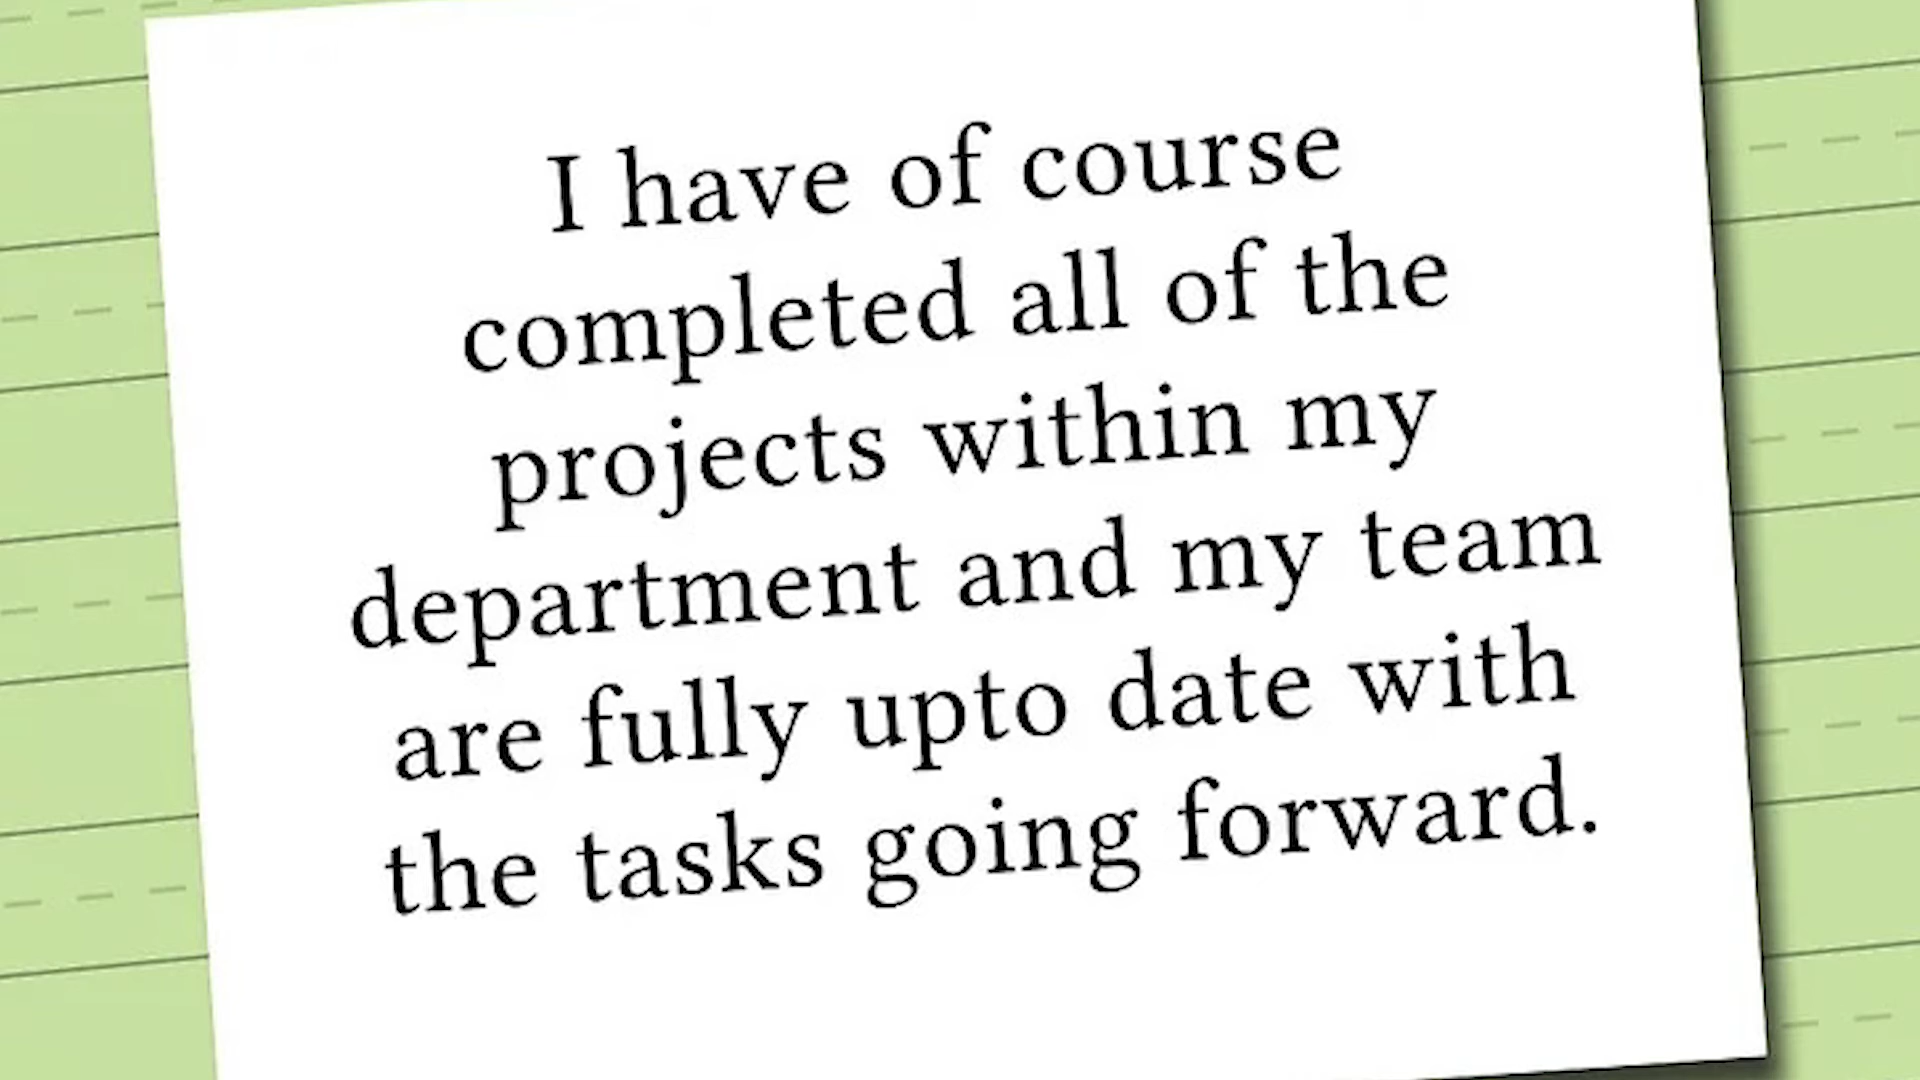 I have of course
completed all of the
projects within my
department and my team
are fully upto date with
the tasks going forward.